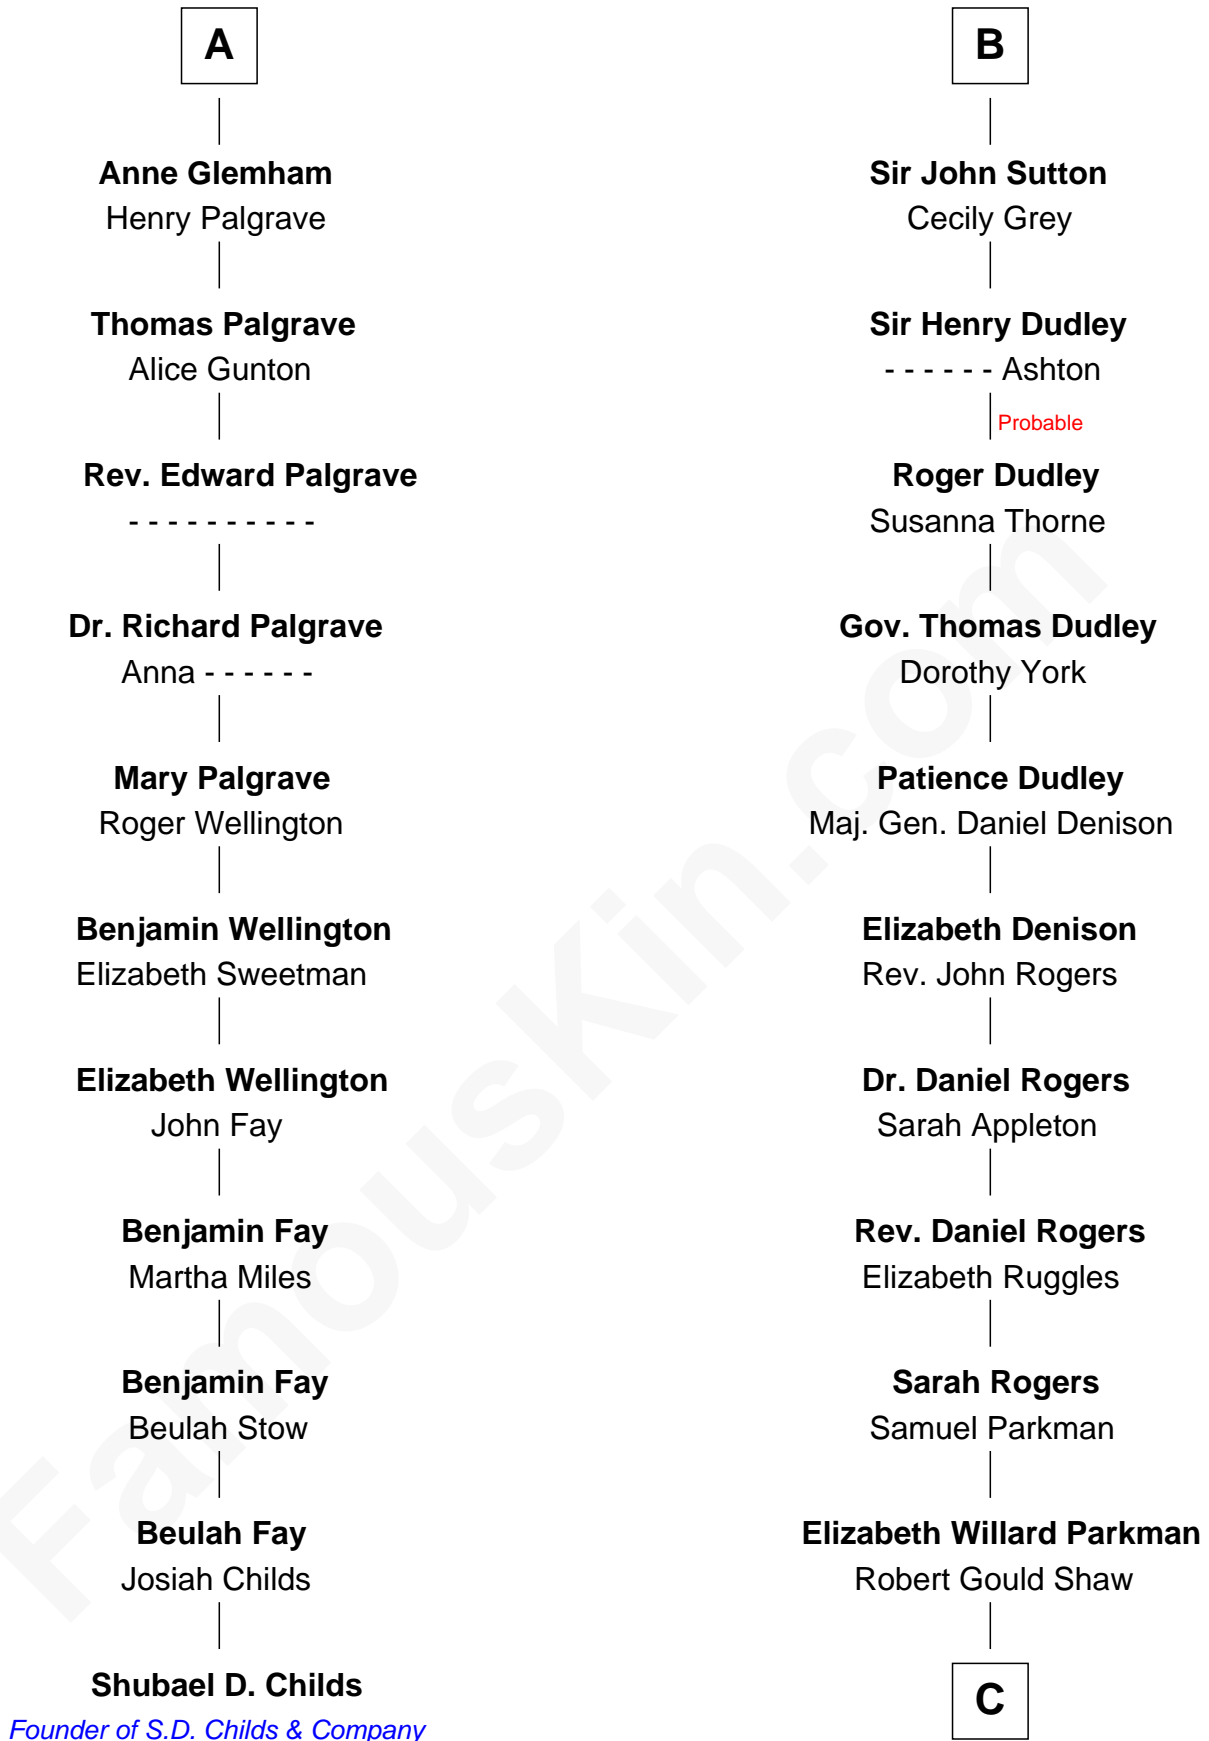 A
Anne Glemham
Henry Palgrave
Thomas Palgrave
Alice Gunton
Rev. Edward Palgrave
- - - - - - - - - -
Dr. Richard Palgrave
Anna - - - - - -
Mary Palgrave
Roger Wellington
Benjamin Wellington
Elizabeth Sweetman
Elizabeth Wellington
John Fay
Benjamin Fay
Martha Miles
Benjamin Fay
Beulah Stow
Beulah Fay
Josiah Childs
Shubael D. Childs
Founder of S.D. Childs & Company
B
Sir John Sutton
Cecily Grey
Sir Henry Dudley
- - - - - - Ashton
Probable
Roger Dudley
Susanna Thorne
Gov. Thomas Dudley
Dorothy York
Patience Dudley
Maj. Gen. Daniel Denison
Elizabeth Denison
Rev. John Rogers
Dr. Daniel Rogers
Sarah Appleton
Rev. Daniel Rogers
Elizabeth Ruggles
Sarah Rogers
Samuel Parkman
Elizabeth Willard Parkman
Robert Gould Shaw
C
FamousKin.com